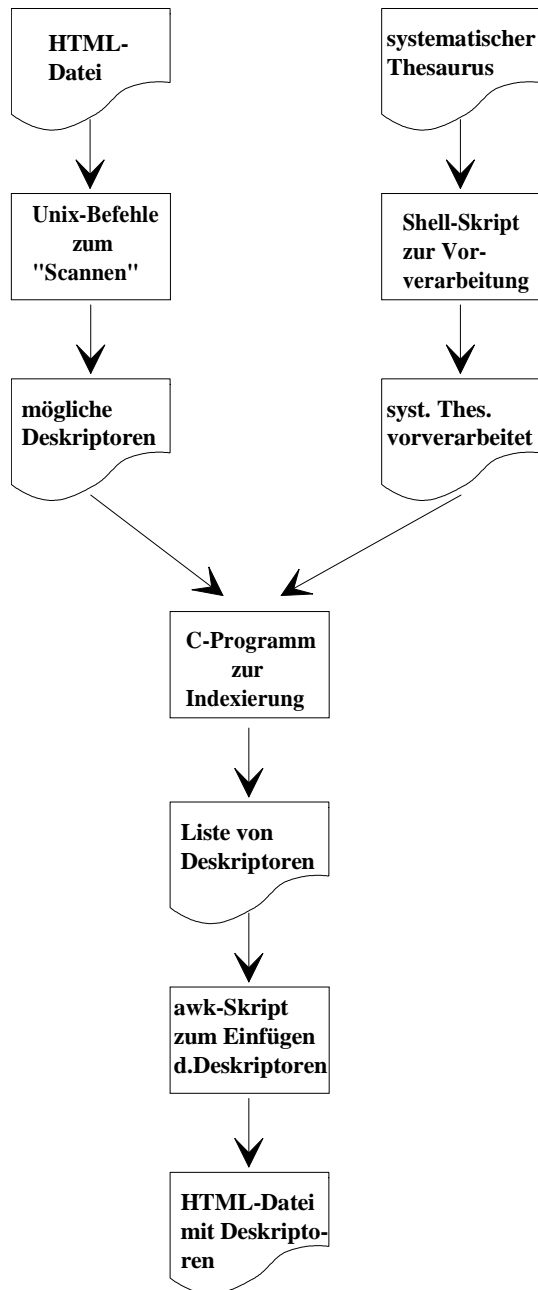 HTML-
Datei
systematischer
Thesaurus
Unix-Befehle
zum
"Scannen"
Shell-Skript
zur Vor-
verarbeitung
mögliche
Deskriptoren
syst. Thes.
vorverarbeitet
C-Programm
zur
Indexierung
Liste von
Deskriptoren
awk-Skript
zum Einfügen
d.Deskriptoren
HTML-Datei
mit Deskripto-
ren